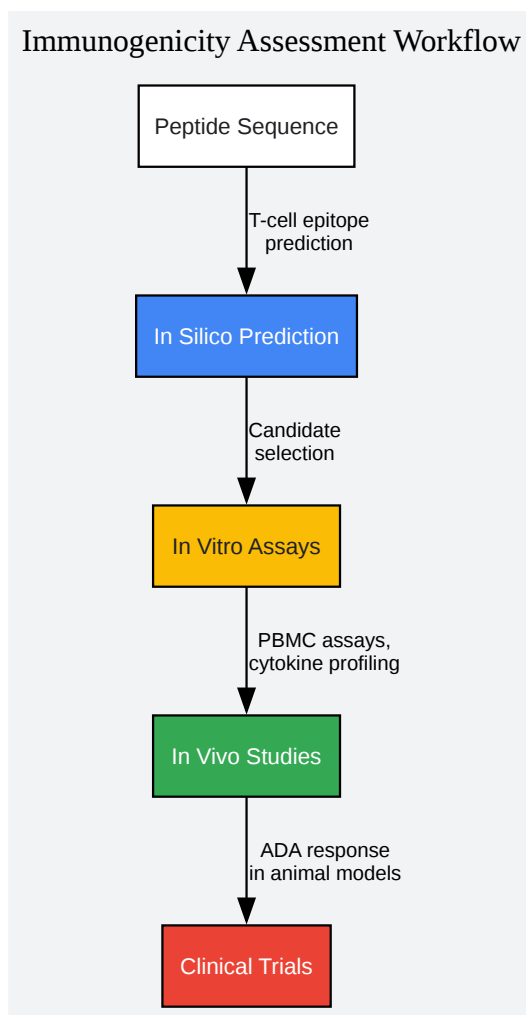 Immunogenicity Assessment Workflow
Peptide Sequence
T-cell epitope
prediction
In Silico Prediction
Candidate
selection
In Vitro Assays
PBMC assays,
cytokine profiling
In Vivo Studies
ADA response
in animal models
Clinical Trials